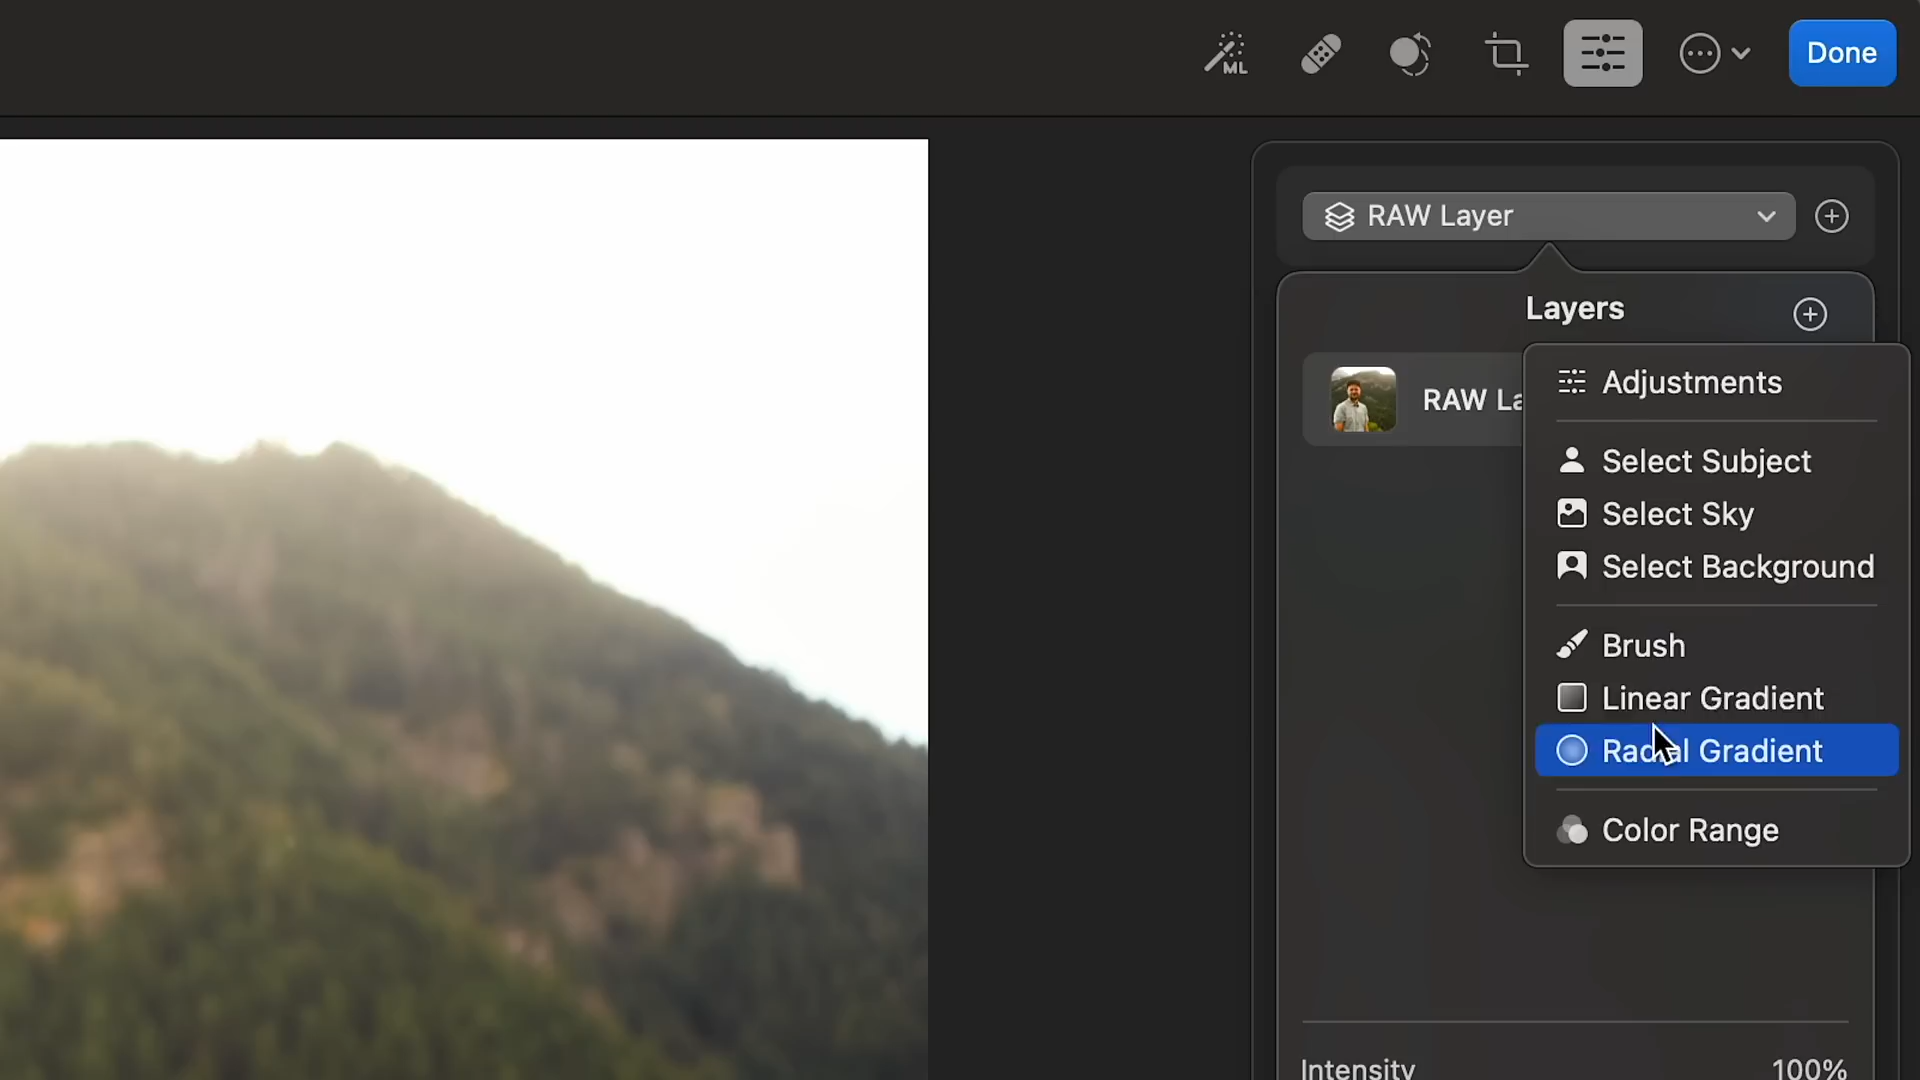 ML
Done
RAW Layer
Layers
RAW La
Adjustments
Select Subject
Select Sky
Select Background
Brush
Linear Gradient
Radial Gradient
Color Range
Intensity 100%